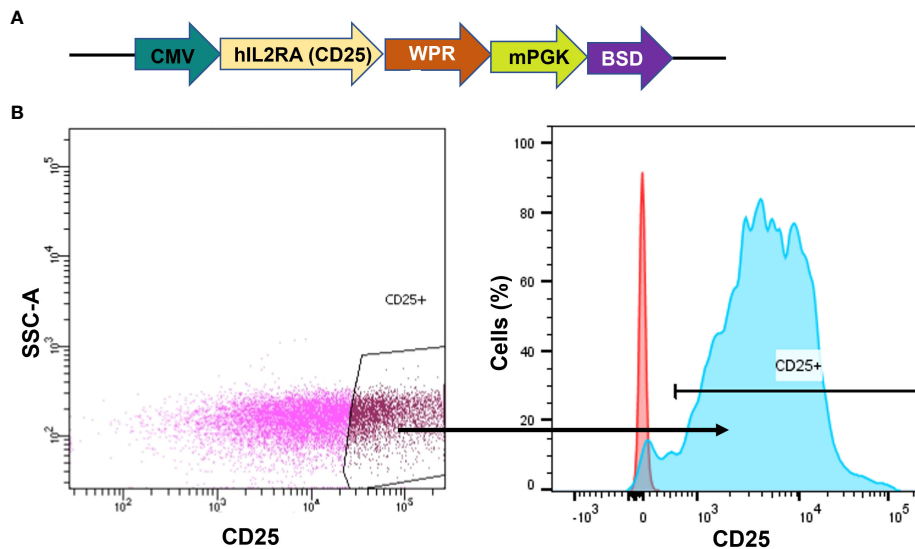 A
CMV hIL2RA (CD25) WPR mPGK BSD
B
SSC-A
10⁵
10⁴
10³
10²
CD25+
10² 10³ 10⁴ 10⁵
CD25
Cells (%)
100
80
60
40
20
0
CD25+
-10³ 0 10³ 10⁴ 10⁵
CD25